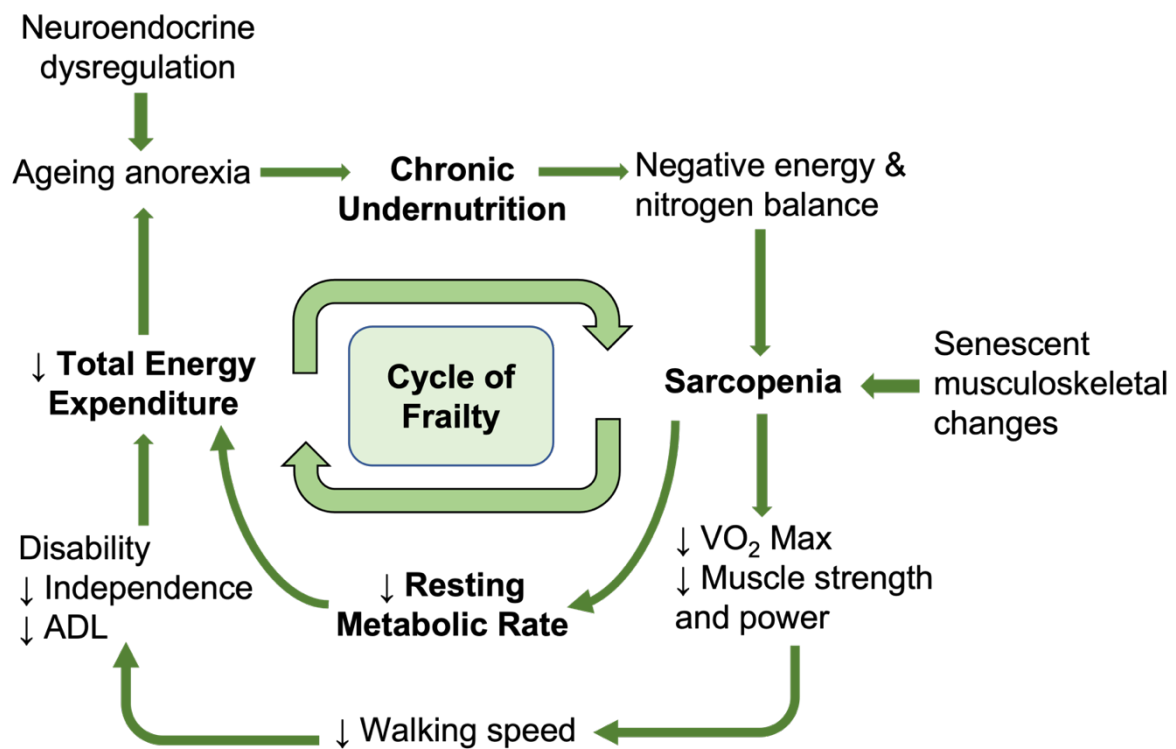 Neuroendocrine
dysregulation
Ageing anorexia
Chronic
Undernutrition
Negative energy &
nitrogen balance
↓ Total Energy
Expenditure
Cycle of
Frailty
Sarcopenia
Senescent
musculoskeletal
changes
Disability
↓ Independence
↓ ADL
↓ Resting
Metabolic Rate
↓ VO₂ Max
↓ Muscle strength
and power
↓ Walking speed